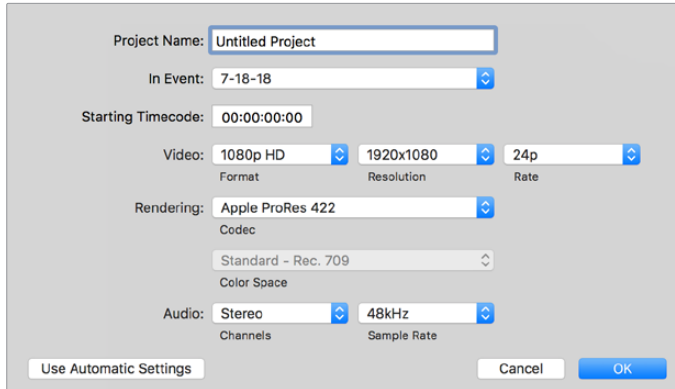 Project Name: Untitled Project
In Event: 7-18-18
Starting Timecode: 00:00:00:00
Video: 1080p HD 1920x1080 24p
Format Resolution Rate
Rendering: Apple ProRes 422
Codec
Standard - Rec. 709
Color Space
Audio: Stereo 48kHz
Channels Sample Rate
Use Automatic Settings Cancel OK